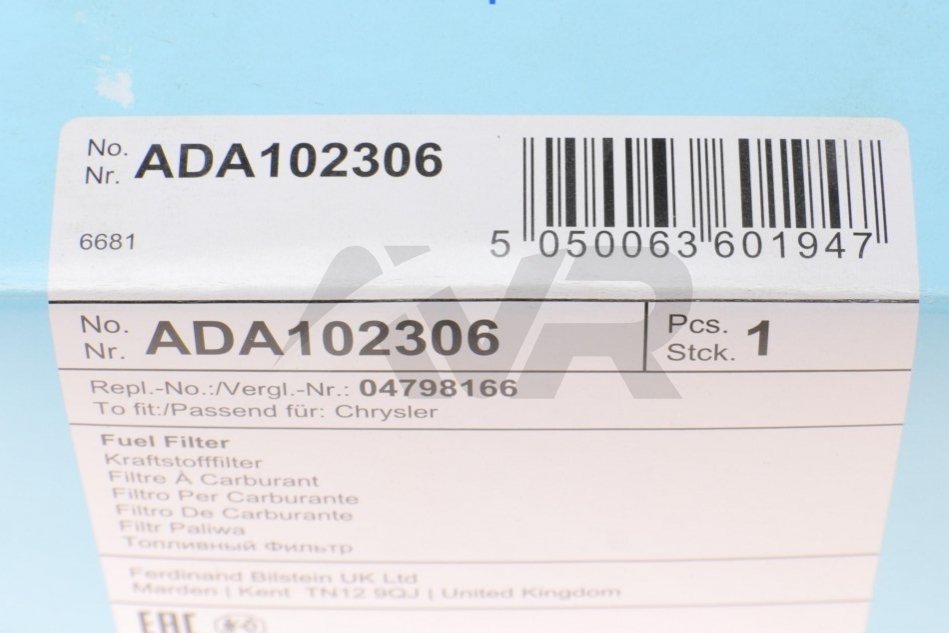 No.
Nr. ADA102306
6681
5 050063 601947
No.
Nr. ADA102306
Pcs.
Stck. 1
Repl.-No.:/Vergl.-Nr.: 04798166
To fit:/Passend für: Chrysler
Fuel Filter
Kraftstofffilter
Filtre À Carburant
Filtro Per Carburante
Filtro De Carburante
Filtr Paliwa
Топливный Фильтр
Ferdinand Bilstein UK Ltd
Marden | Kent TN12 9QJ | United Kingdom
EAC
VR